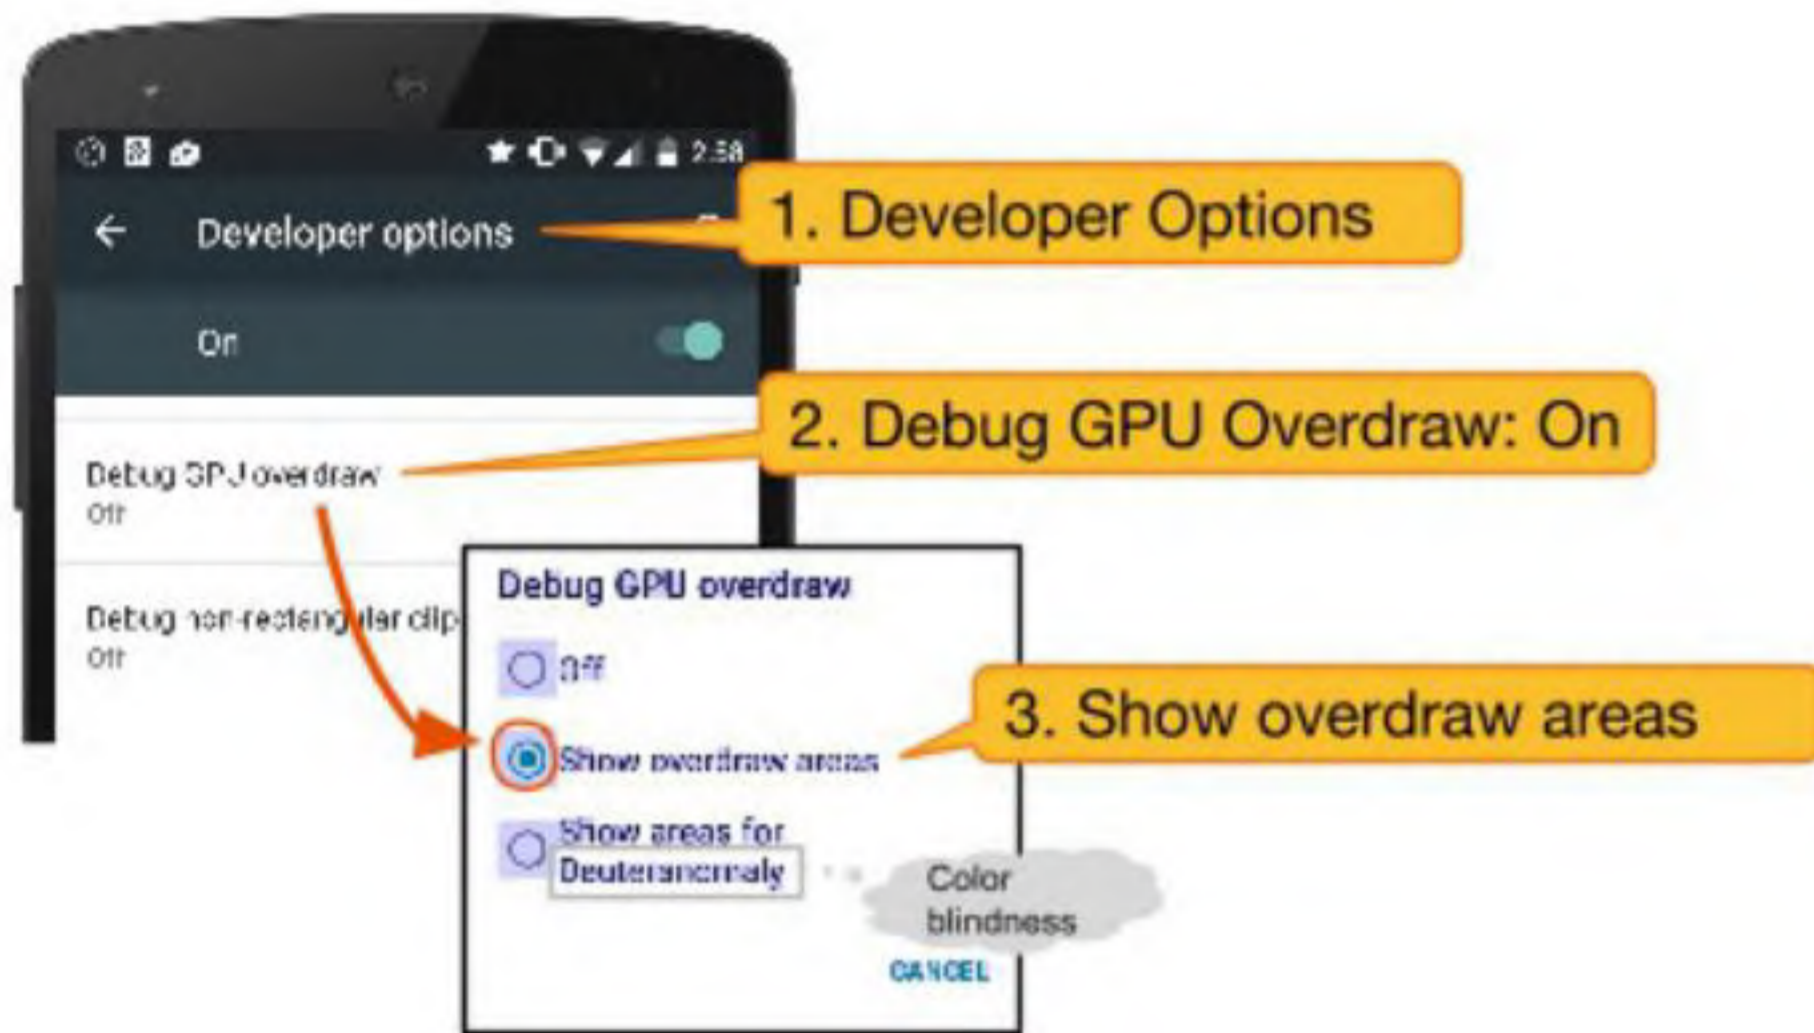 2:58
Developer options
1. Developer Options
On
2. Debug GPU Overdraw: On
Debug GPU overdraw
Off
Debug non-rectangular clip
Off
Debug GPU overdraw
Off
Show overdraw areas
3. Show overdraw areas
Show areas for
Deuteranomaly
Color
blindness
CANCEL